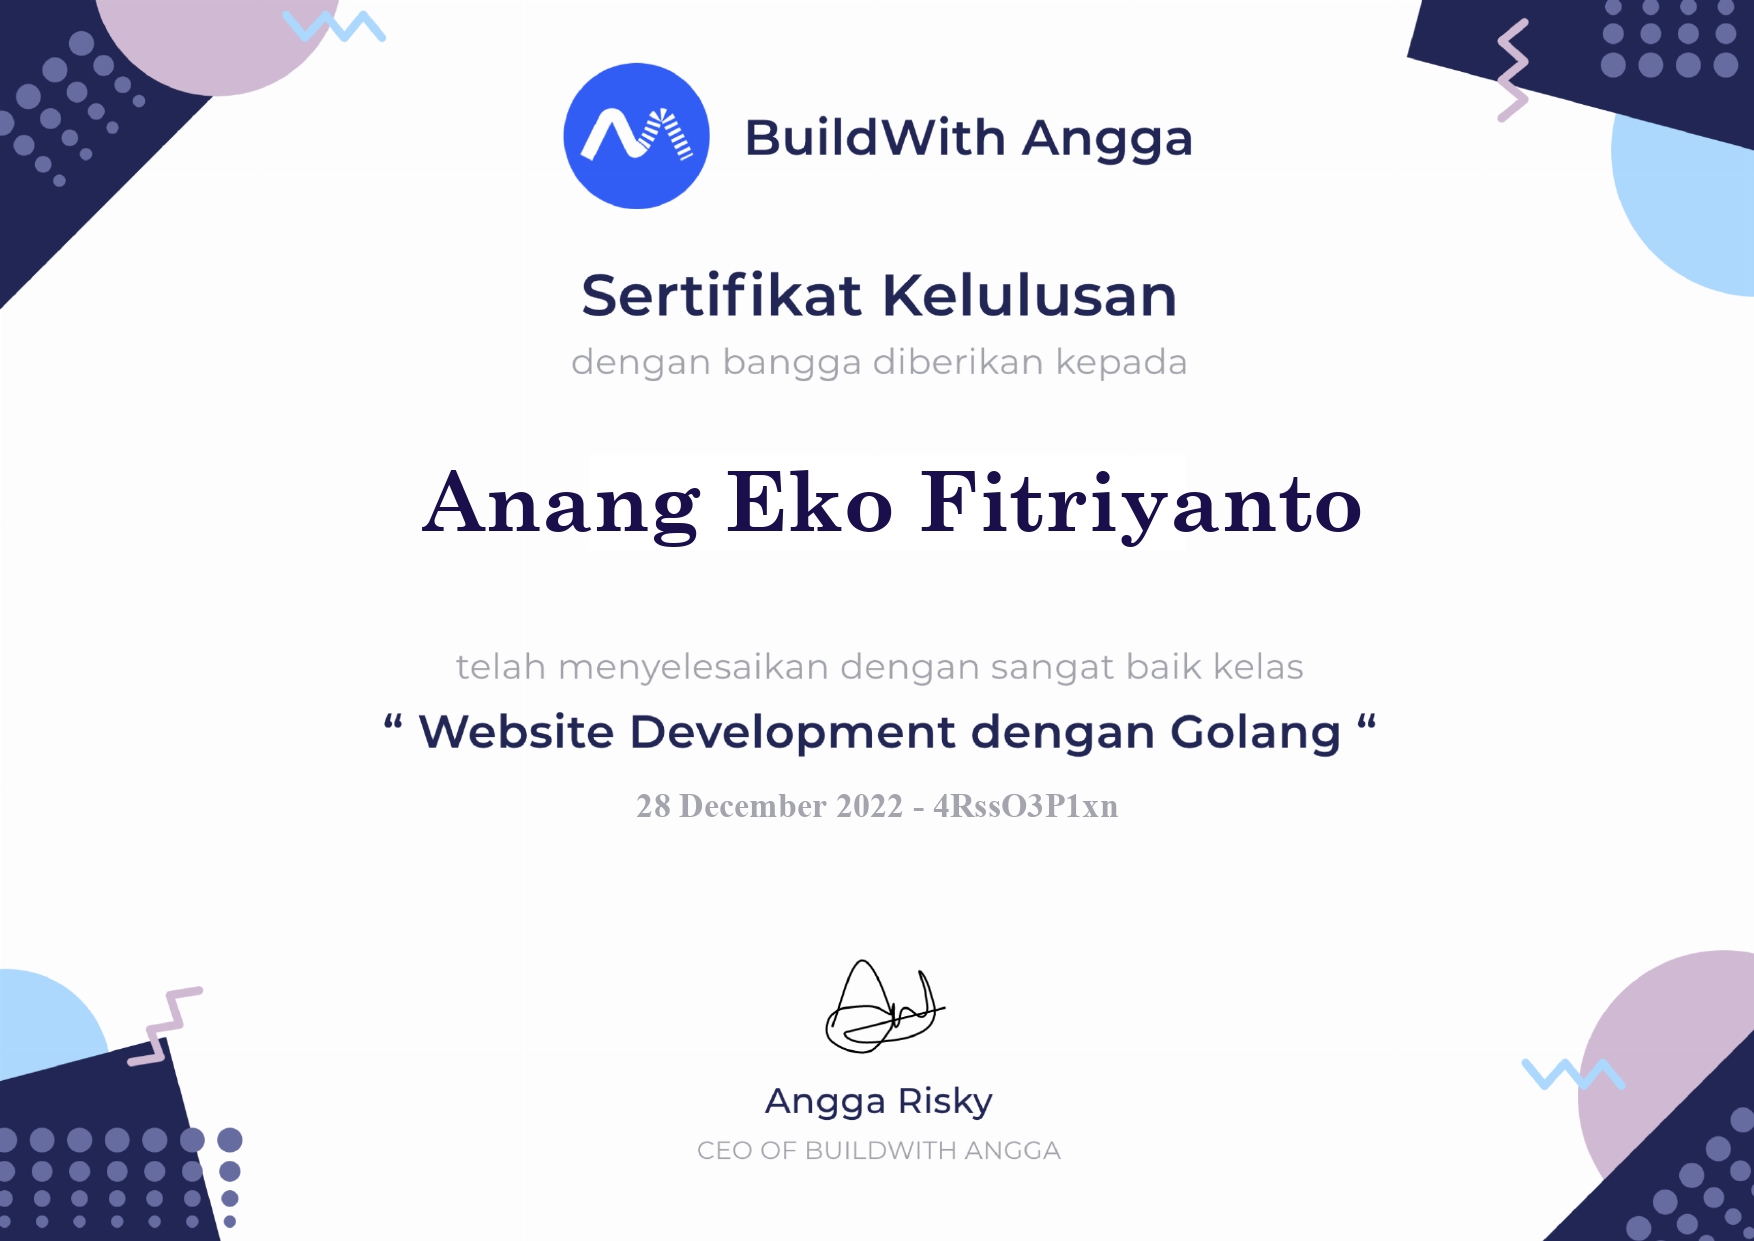 BuildWith Angga
Sertifikat Kelulusan
dengan bangga diberikan kepada
Anang Eko Fitriyanto
telah menyelesaikan dengan sangat baik kelas
“ Website Development dengan Golang “
28 December 2022 - 4RssO3P1xn
Angga Risky
CEO OF BUILDWITH ANGGA